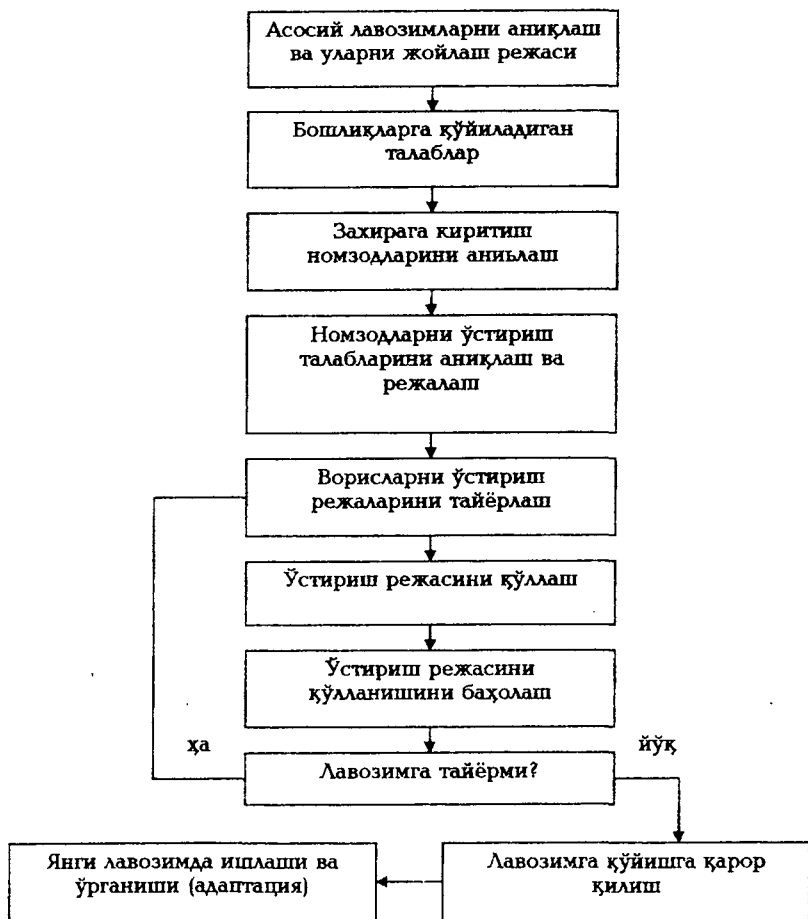 Асосий лавозимларни аниқлаш
ва уларни жойлаш режаси
Бошлиқларга қўйиладиган
талаблар
Захирага киритиш
номзодларини аниьлаш
Номзодларни ўстириш
талабларини аниқлаш ва
режалаш
Ворисларни ўстириш
режаларини тайёрлаш
Ўстириш режасини қўллаш
Ўстириш режасини
қўлланишини баҳолаш
ҳа
йўқ
Лавозимга тайёрми?
Янги лавозимда ишлаши ва
ўрганиши (адаптация)
Лавозимга қўйишга қарор
қилиш